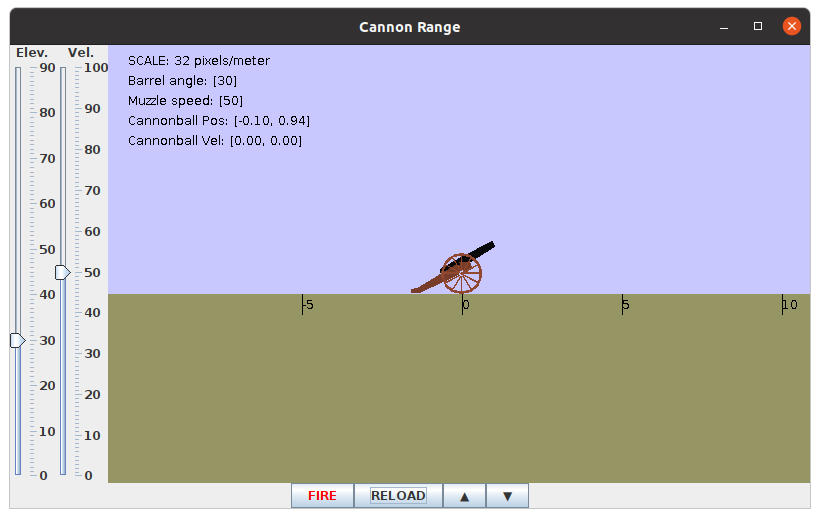 Cannon Range
Elev. Vel.
SCALE: 32 pixels/meter
Barrel angle: [30]
Muzzle speed: [50]
Cannonball Pos: [-0.10, 0.94]
Cannonball Vel: [0.00, 0.00]
90
80
70
60
50
40
30
20
10
0
100
90
80
70
60
50
40
30
20
10
0
-5 0 5 10
FIRE RELOAD ▲ ▼